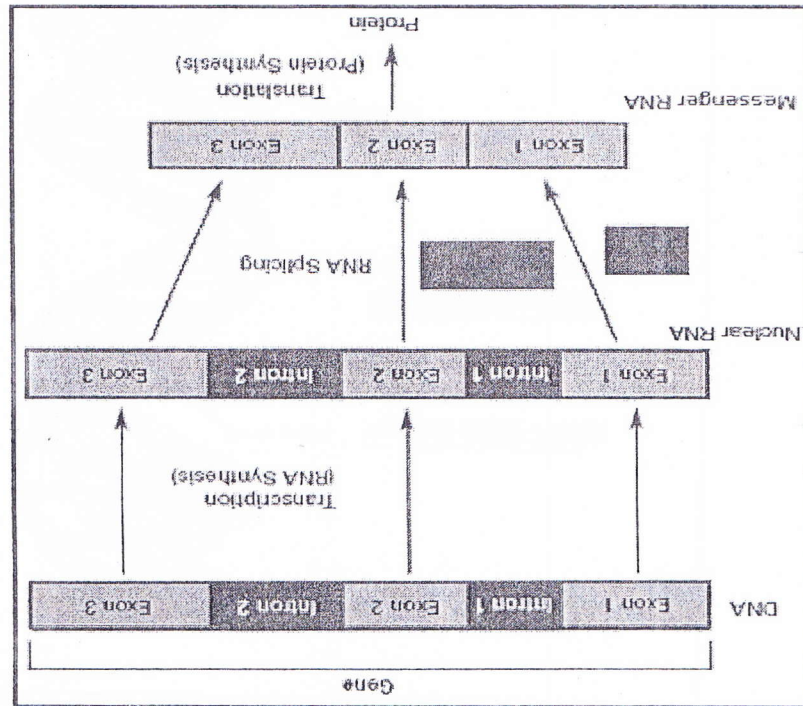 Gene
DNA
Exon 1 Intron 1 Exon 2 Intron 2 Exon 3
Transcription
(RNA Synthesis)
Nuclear RNA
Exon 1 Intron 1 Exon 2 Intron 2 Exon 3
RNA Splicing
Messenger RNA
Exon 1 Exon 2 Exon 3
Translation
(Protein Synthesis)
Protein